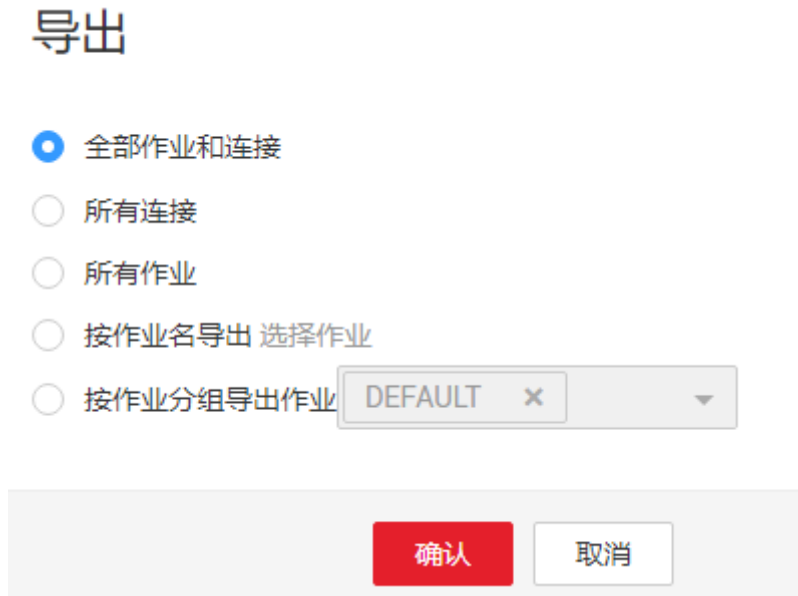 导出
全部作业和连接
所有连接
所有作业
按作业名导出 选择作业
按作业分组导出作业 DEFAULT ×
确认 取消